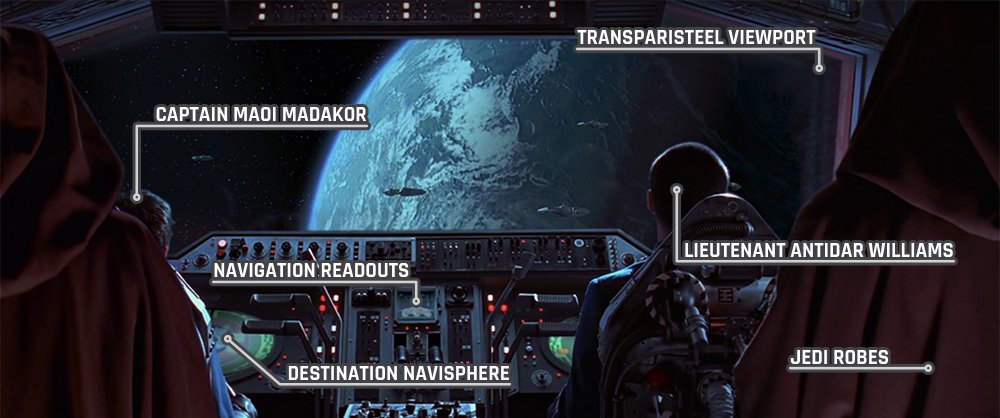 TRANSPARISTEEL VIEWPORT
CAPTAIN MAOI MADAKOR
LIEUTENANT ANTIDAR WILLIAMS
NAVIGATION READOUTS
JEDI ROBES
DESTINATION NAVISPHERE